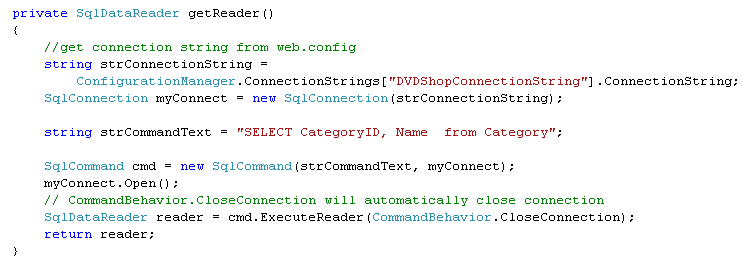 private SqlDataReader getReader()
{
    //get connection string from web.config
    string strConnectionString =
        ConfigurationManager.ConnectionStrings["DVDShopConnectionString"].ConnectionString;
    SqlConnection myConnect = new SqlConnection(strConnectionString);

    string strCommandText = "SELECT CategoryID, Name  from Category";

    SqlCommand cmd = new SqlCommand(strCommandText, myConnect);
    myConnect.Open();
    // CommandBehavior.CloseConnection will automatically close connection
    SqlDataReader reader = cmd.ExecuteReader(CommandBehavior.CloseConnection);
    return reader;
}